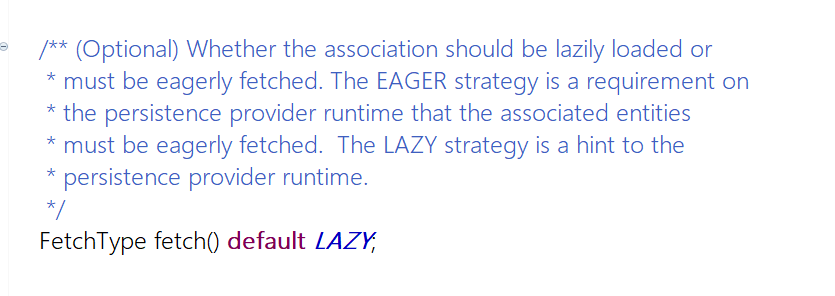 /** (Optional) Whether the association should be lazily loaded or
* must be eagerly fetched. The EAGER strategy is a requirement on
* the persistence provider runtime that the associated entities
* must be eagerly fetched.  The LAZY strategy is a hint to the
* persistence provider runtime.
*/
FetchType fetch() default LAZY;